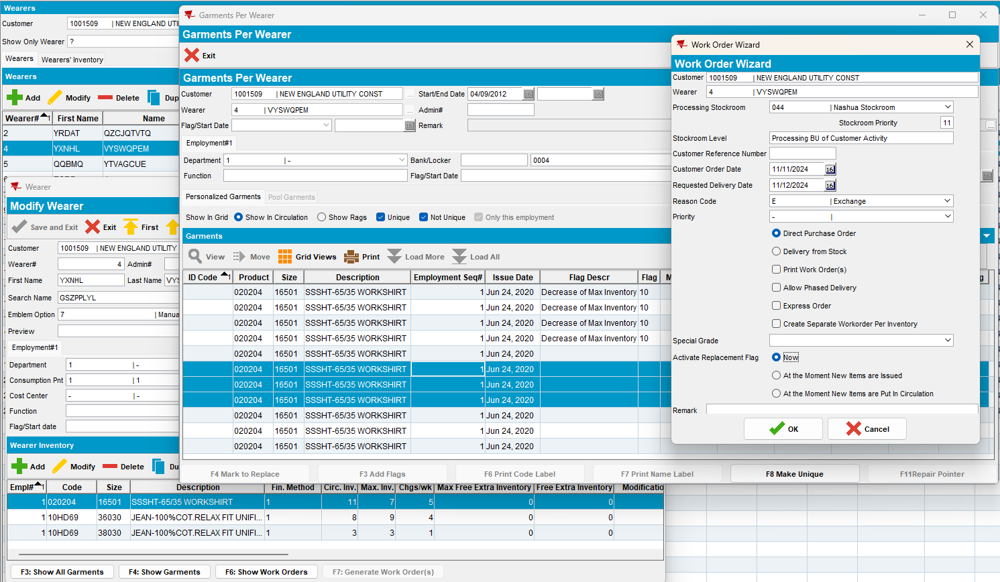 Wearers
Customer 1001509 | NEW ENGLAND UTIL
Show Only Wearer ?
Wearers Wearers' Inventory
Wearers
Add Modify Delete Dup
Wearer# 1 First Name Name
2 YRDAT QZCJQTVTQ
4 YXNHL VYSWQPEM
5 QQBMQ YTVAGCUE
Wearer
Modify Wearer
Save and Exit Exit First
Customer 1001509 | NEW ENGLAND UTILITY
Wearer# 4 Admin#
First Name YXNHL Last Name VYS
Search Name GSZPPLYL
Emblem Option 7 | Manua
Preview
Employment#1
Department 1 | -
Consumption Pnt 1 | 1
Cost Center - | -
Function
Flag/Start date
Wearer Inventory
Add Modify Delete Du
Empl# 1 Code Size Description Fin. Method Circ. Inv. Max. Inv. Chgs/wk Max Free Extra Inventory Free Extra Inventory Modificatio
1 020204 16501 SSSHT-65/35 WORKSHIRT 1 11 7 5 0 0
1 10HD69 36030 JEAN-100%COT.RELAX FIT UNIFI... 1 8 9 4 0 0
1 10HD69 38030 JEAN-100%COT.RELAX FIT UNIFI... 1 3 3 1 0 0
F3: Show All Garments F4: Show Garments F6: Show Work Orders F7: Generate Work Order(s)
Garments Per Wearer
Garments Per Wearer
Exit
Garments Per Wearer
Customer 1001509 | NEW ENGLAND UTILITY CONST ... Start/End Date 04/09/2012 16 16
Wearer 4 | VYSWQPEM ... Admin#
Flag/Start Date 16 Remark ...
Employment#1
Department 1 | - Bank/Locker 0004
Function Flag/Start Date 16
Personalized Garments Pool Garments
Show In Grid Show In Circulation Show Rags Unique Not Unique Only this employment
Garments
View Move Grid Views Print Load More Load All
ID Code 1 Product Size Description Employment Seq# Issue Date Flag Descr Flag M g
020204 16501 SSSHT-65/35 WORKSHIRT 1 Jun 24, 2020 Decrease of Max Inventory 10
020204 16501 SSSHT-65/35 WORKSHIRT 1 Jun 24, 2020 Decrease of Max Inventory 10
020204 16501 SSSHT-65/35 WORKSHIRT 1 Jun 24, 2020 Decrease of Max Inventory 10
020204 16501 SSSHT-65/35 WORKSHIRT 1 Jun 24, 2020 Decrease of Max Inventory 10
020204 16501 SSSHT-65/35 WORKSHIRT 1 Jun 24, 2020
020204 16501 SSSHT-65/35 WORKSHIRT 1 Jun 24, 2020
020204 16501 SSSHT-65/35 WORKSHIRT 1 Jun 24, 2020
020204 16501 SSSHT-65/35 WORKSHIRT 1 Jun 24, 2020
020204 16501 SSSHT-65/35 WORKSHIRT 1 Jun 24, 2020
020204 16501 SSSHT-65/35 WORKSHIRT 1 Jun 24, 2020
020204 16501 SSSHT-65/35 WORKSHIRT 1 Jun 24, 2020
F4 Mark to Replace F3 Add Flags F6 Print Code Label F7 Print Name Label F8 Make Unique F11Repair Pointer
Work Order Wizard
Work Order Wizard
Customer 1001509 | NEW ENGLAND UTILITY CONST
Wearer 4 | VYSWQPEM
Processing Stockroom 044 | Nashua Stockroom
Stockroom Priority 11
Stockroom Level Processing BU of Customer Activity
Customer Reference Number
Customer Order Date 11/11/2024 16
Requested Delivery Date 11/12/2024 16
Reason Code E | Exchange
Priority - |
Direct Purchase Order
Delivery from Stock
Print Work Order(s)
Allow Phased Delivery
Express Order
Create Separate Workorder Per Inventory
Special Grade
Activate Replacement Flag Now
At the Moment New Items are Issued
At the Moment New Items are Put In Circulation
Remark
OK Cancel